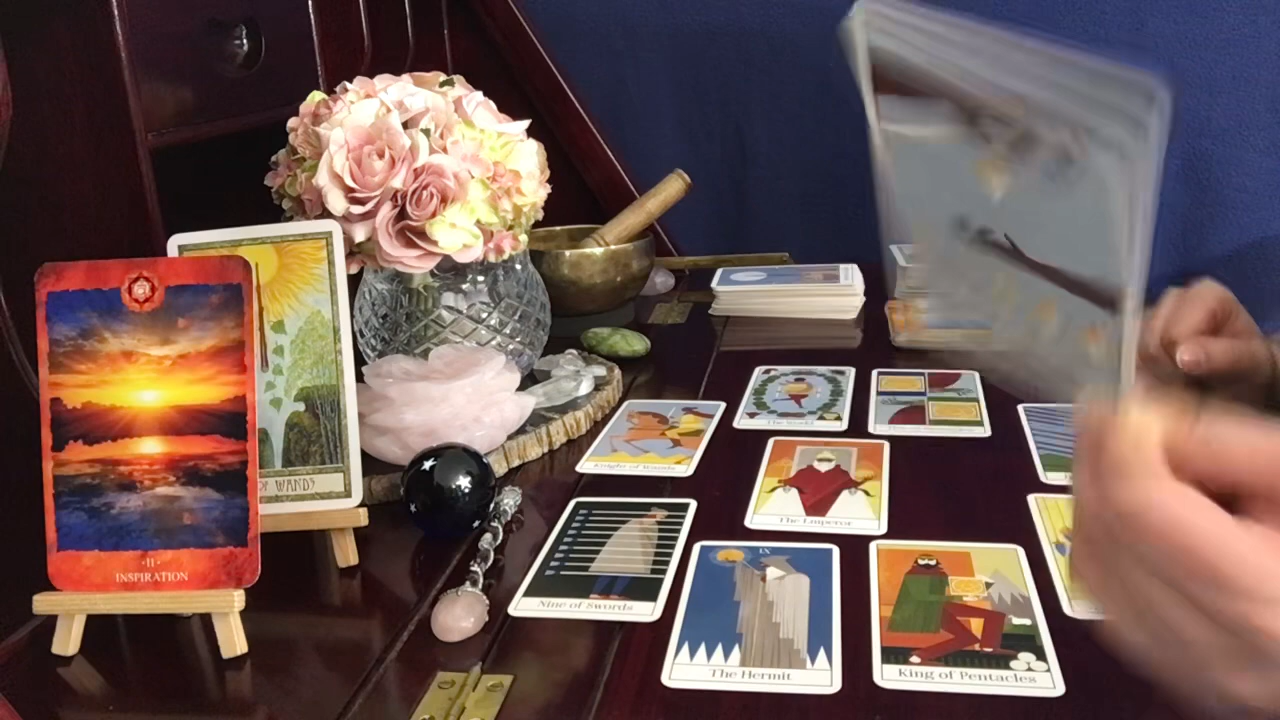 ·II·
INSPIRATION
OF WANDS
Knight of Wands
The World
The Emperor
Nine of Swords
IX
The Hermit
King of Pentacles